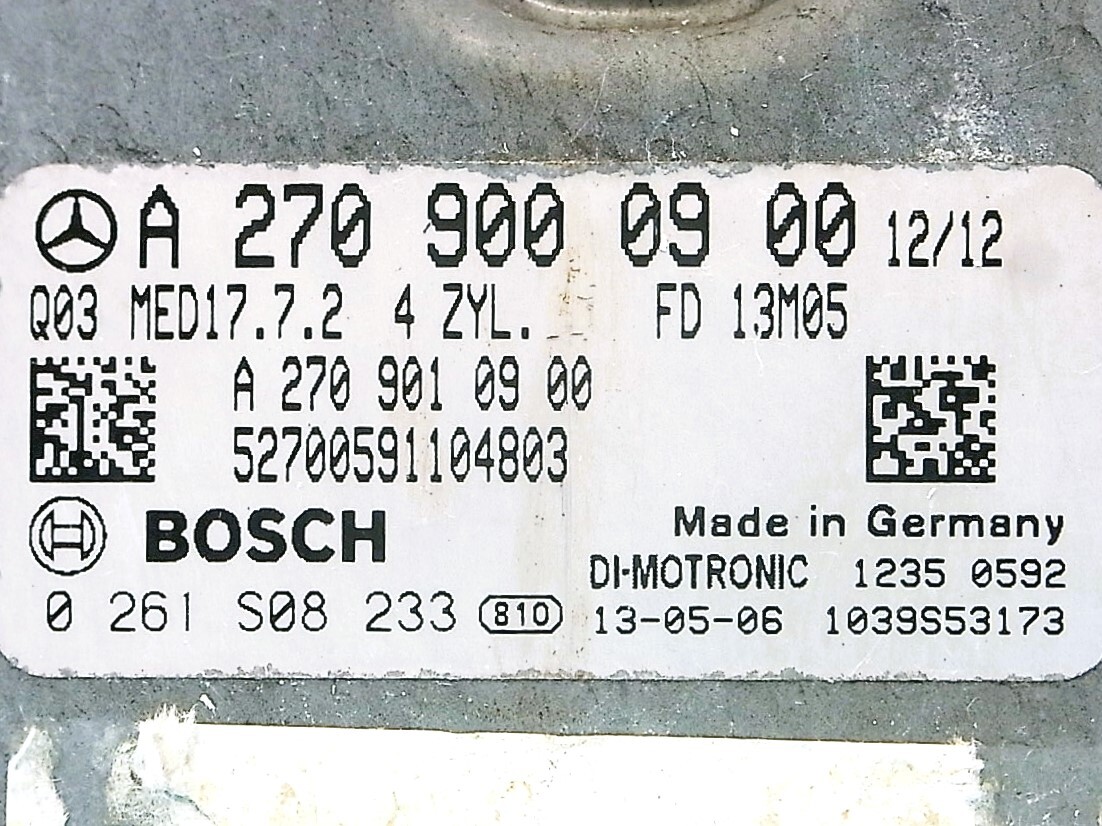 A 270 900 09 00 12/12
Q03 MED17.7.2 4 ZYL. FD 13M05
A 270 901 09 00
52700591104803
BOSCH
Made in Germany
DI-MOTRONIC 1235 0592
0 261 S08 233 810 13-05-06 1039S53173